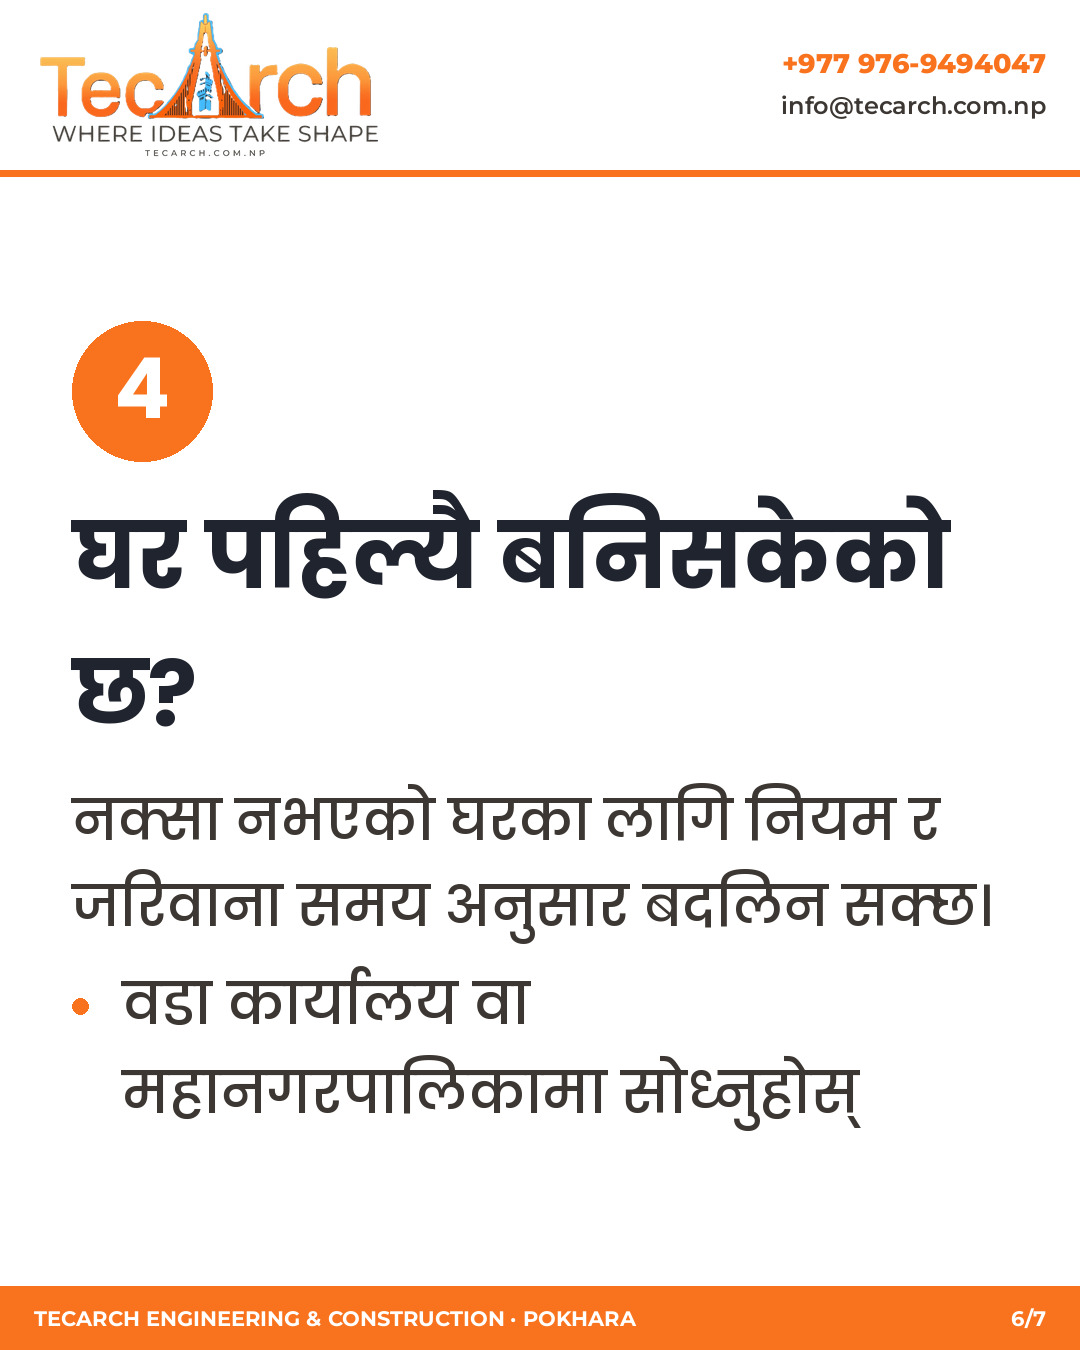 TecArch
WHERE IDEAS TAKE SHAPE
TECARCH.COM.NP
+977 976-9494047
info@tecarch.com.np
4
घर पहिल्यै बनिसकेको
छ?
नक्सा नभएको घरका लागि नियम र
जरिवाना समय अनुसार बदलिन सक्छ।
• वडा कार्यालय वा
महानगरपालिकामा सोध्नुहोस्
TECARCH ENGINEERING & CONSTRUCTION · POKHARA
6/7